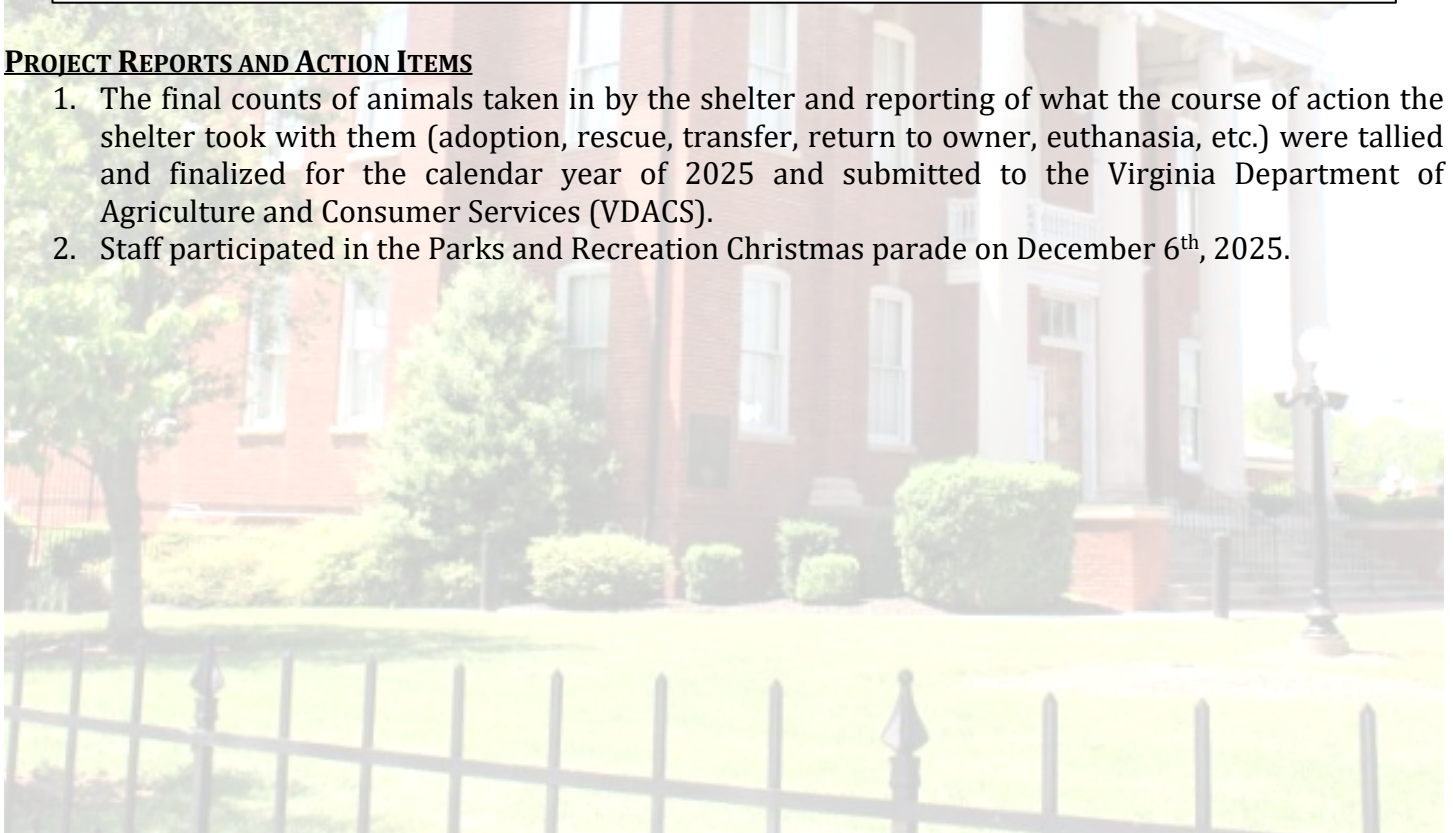 PROJECT REPORTS AND ACTION ITEMS
1. The final counts of animals taken in by the shelter and reporting of what the course of action the
shelter took with them (adoption, rescue, transfer, return to owner, euthanasia, etc.) were tallied
and finalized for the calendar year of 2025 and submitted to the Virginia Department of
Agriculture and Consumer Services (VDACS).
2. Staff participated in the Parks and Recreation Christmas parade on December 6th, 2025.